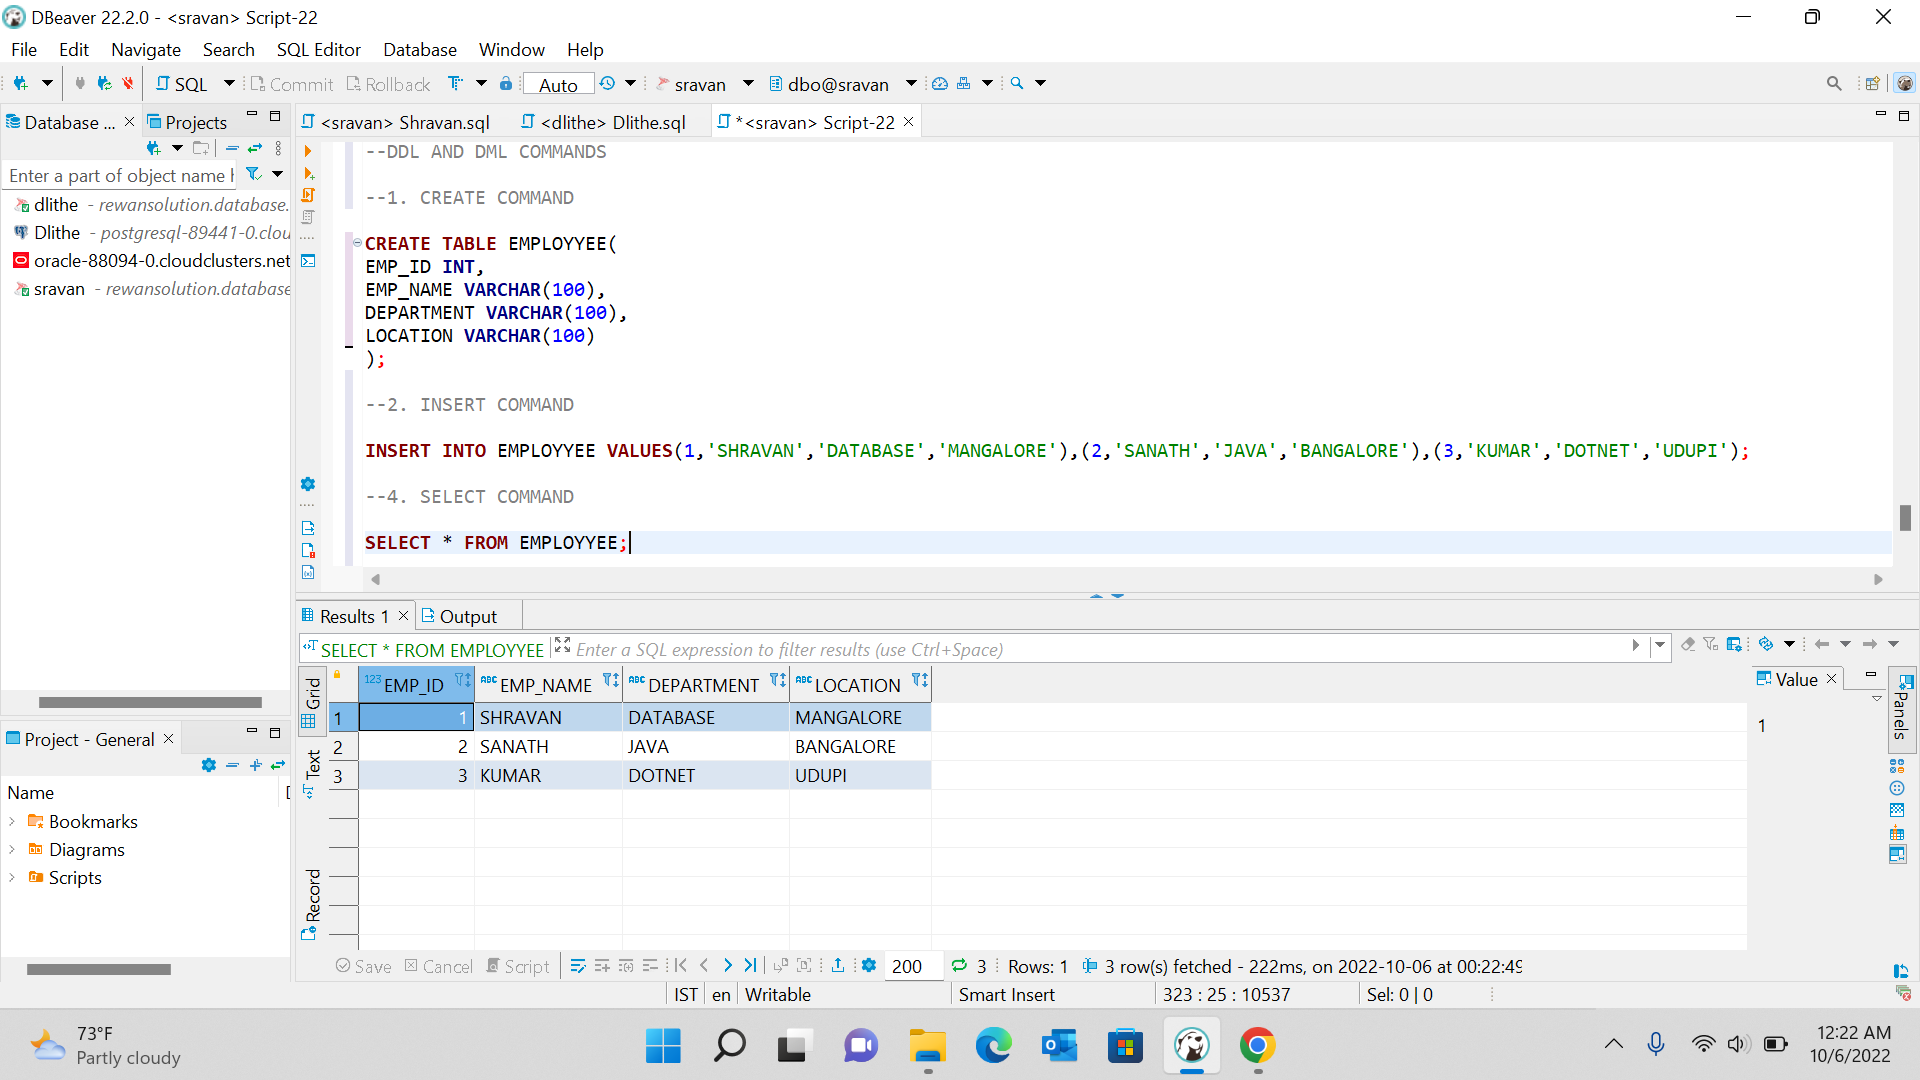 DBeaver 22.2.0 - <sravan> Script-22
File Edit Navigate Search SQL Editor Database Window Help
SQL Commit Rollback Auto sravan dbo@sravan
Database ... Projects
Enter a part of object name
dlithe - rewansolution.database.
Dlithe - postgresql-89441-0.clou
oracle-88094-0.cloudclusters.net
sravan - rewansolution.database
<sravan> Shravan.sql <dlithe> Dlithe.sql *<sravan> Script-22
--DDL AND DML COMMANDS
--1. CREATE COMMAND
CREATE TABLE EMPLOYYEE(
EMP_ID INT,
EMP_NAME VARCHAR(100),
DEPARTMENT VARCHAR(100),
LOCATION VARCHAR(100)
);
--2. INSERT COMMAND
INSERT INTO EMPLOYYEE VALUES(1,'SHRAVAN','DATABASE','MANGALORE'),(2,'SANATH','JAVA','BANGALORE'),(3,'KUMAR','DOTNET','UDUPI');
--4. SELECT COMMAND
SELECT * FROM EMPLOYYEE;
Results 1 Output
SELECT * FROM EMPLOYYEE Enter a SQL expression to filter results (use Ctrl+Space)
Grid
Text
Record
123 EMP_ID ABC EMP_NAME ABC DEPARTMENT ABC LOCATION
1 1 SHRAVAN DATABASE MANGALORE
2 2 SANATH JAVA BANGALORE
3 3 KUMAR DOTNET UDUPI
Value
1
Panels
Project - General
Name
Bookmarks
Diagrams
Scripts
Save Cancel Script 200 3 Rows: 1 3 row(s) fetched - 222ms, on 2022-10-06 at 00:22:49
IST en Writable Smart Insert 323 : 25 : 10537 Sel: 0 | 0
73°F
Partly cloudy
12:22 AM
10/6/2022